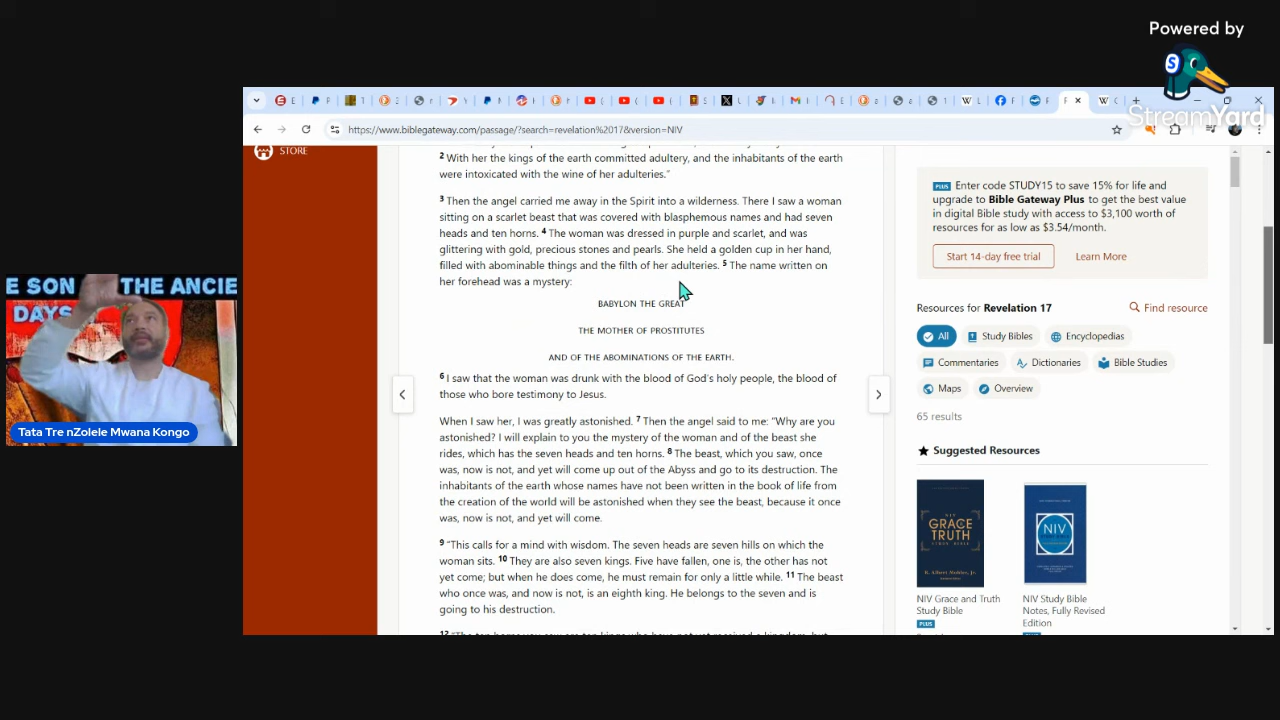 Powered by
StreamYard
https://www.biblegateway.com/passage/?search=revelation%2017&version=NIV
STORE
2 With her the kings of the earth committed adultery, and the inhabitants of the earth
were intoxicated with the wine of her adulteries.”
3 Then the angel carried me away in the Spirit into a wilderness. There I saw a woman
sitting on a scarlet beast that was covered with blasphemous names and had seven
heads and ten horns. 4 The woman was dressed in purple and scarlet, and was
glittering with gold, precious stones and pearls. She held a golden cup in her hand,
filled with abominable things and the filth of her adulteries. 5 The name written on
her forehead was a mystery:
BABYLON THE GREAT
THE MOTHER OF PROSTITUTES
AND OF THE ABOMINATIONS OF THE EARTH.
6 I saw that the woman was drunk with the blood of God's holy people, the blood of
those who bore testimony to Jesus.
When I saw her, I was greatly astonished. 7 Then the angel said to me: “Why are you
astonished? I will explain to you the mystery of the woman and of the beast she
rides, which has the seven heads and ten horns. 8 The beast, which you saw, once
was, now is not, and yet will come up out of the Abyss and go to its destruction. The
inhabitants of the earth whose names have not been written in the book of life from
the creation of the world will be astonished when they see the beast, because it once
was, now is not, and yet will come.
9 “This calls for a mind with wisdom. The seven heads are seven hills on which the
woman sits. 10 They are also seven kings. Five have fallen, one is, the other has not
yet come; but when he does come, he must remain for only a little while. 11 The beast
who once was, and now is not, is an eighth king. He belongs to the seven and is
going to his destruction.
12 “The ten horns you saw are ten kings who have not yet received a kingdom, but
PLUS Enter code STUDY15 to save 15% for life and
upgrade to Bible Gateway Plus to get the best value
in digital Bible study with access to $3,100 worth of
resources for as low as $3.54/month.
Start 14-day free trial Learn More
Resources for Revelation 17 Find resource
All Study Bibles Encyclopedias
Commentaries Dictionaries Bible Studies
Maps Overview
65 results
Suggested Resources
NIV
GRACE
TRUTH
STUDY BIBLE
NIV
STUDY BIBLE
NIV Grace and Truth
Study Bible
PLUS
NIV Study Bible
Notes, Fully Revised
Edition
E SON THE ANCIE
DAYS
Tata Tre nZolele Mwana Kongo